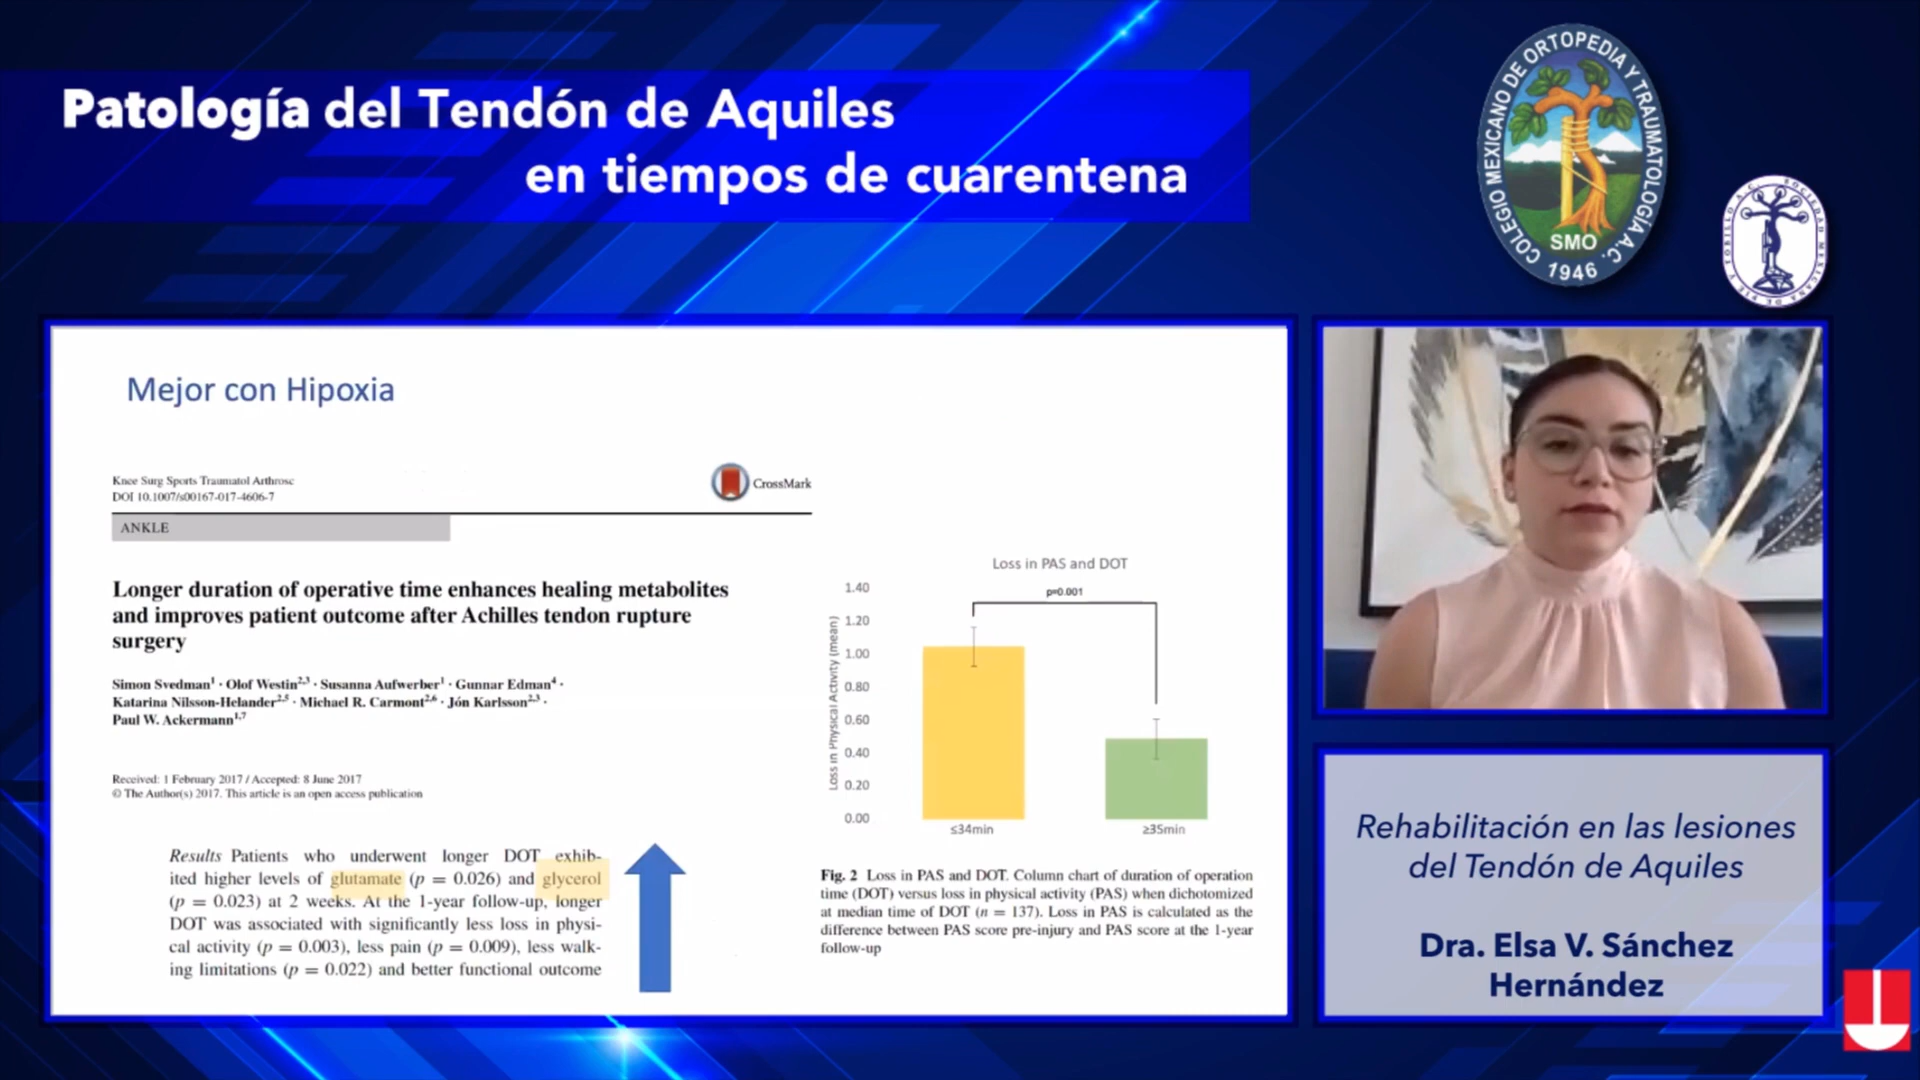 Patología del Tendón de Aquiles
en tiempos de cuarentena
COLEGIO MEXICANO DE ORTOPEDIA Y TRAUMATOLOGÍA A.C.
SMO
1946
SOCIEDAD MEXICANA DE PIE Y TOBILLO A.C.
Mejor con Hipoxia
Knee Surg Sports Traumatol Arthrosc
DOI 10.1007/s00167-017-4606-7
CrossMark
ANKLE
Longer duration of operative time enhances healing metabolites
and improves patient outcome after Achilles tendon rupture
surgery
Simon Svedman1 · Olof Westin2,3 · Susanna Aufwerber1 · Gunnar Edman4 ·
Katarina Nilsson-Helander2,5 · Michael R. Carmont2,6 · Jón Karlsson2,3 ·
Paul W. Ackermann1,7
Received: 1 February 2017 / Accepted: 8 June 2017
© The Author(s) 2017. This article is an open access publication
Results Patients who underwent longer DOT exhib-
ited higher levels of glutamate (p = 0.026) and glycerol
(p = 0.023) at 2 weeks. At the 1-year follow-up, longer
DOT was associated with significantly less loss in physi-
cal activity (p = 0.003), less pain (p = 0.009), less walk-
ing limitations (p = 0.022) and better functional outcome
Loss in PAS and DOT
p=0.001
Loss in Physical Activity (mean)
1.40
1.20
1.00
0.80
0.60
0.40
0.20
0.00
≤34min
≥35min
Fig. 2 Loss in PAS and DOT. Column chart of duration of operation
time (DOT) versus loss in physical activity (PAS) when dichotomized
at median time of DOT (n = 137). Loss in PAS is calculated as the
difference between PAS score pre-injury and PAS score at the 1-year
follow-up
Rehabilitación en las lesiones
del Tendón de Aquiles
Dra. Elsa V. Sánchez
Hernández